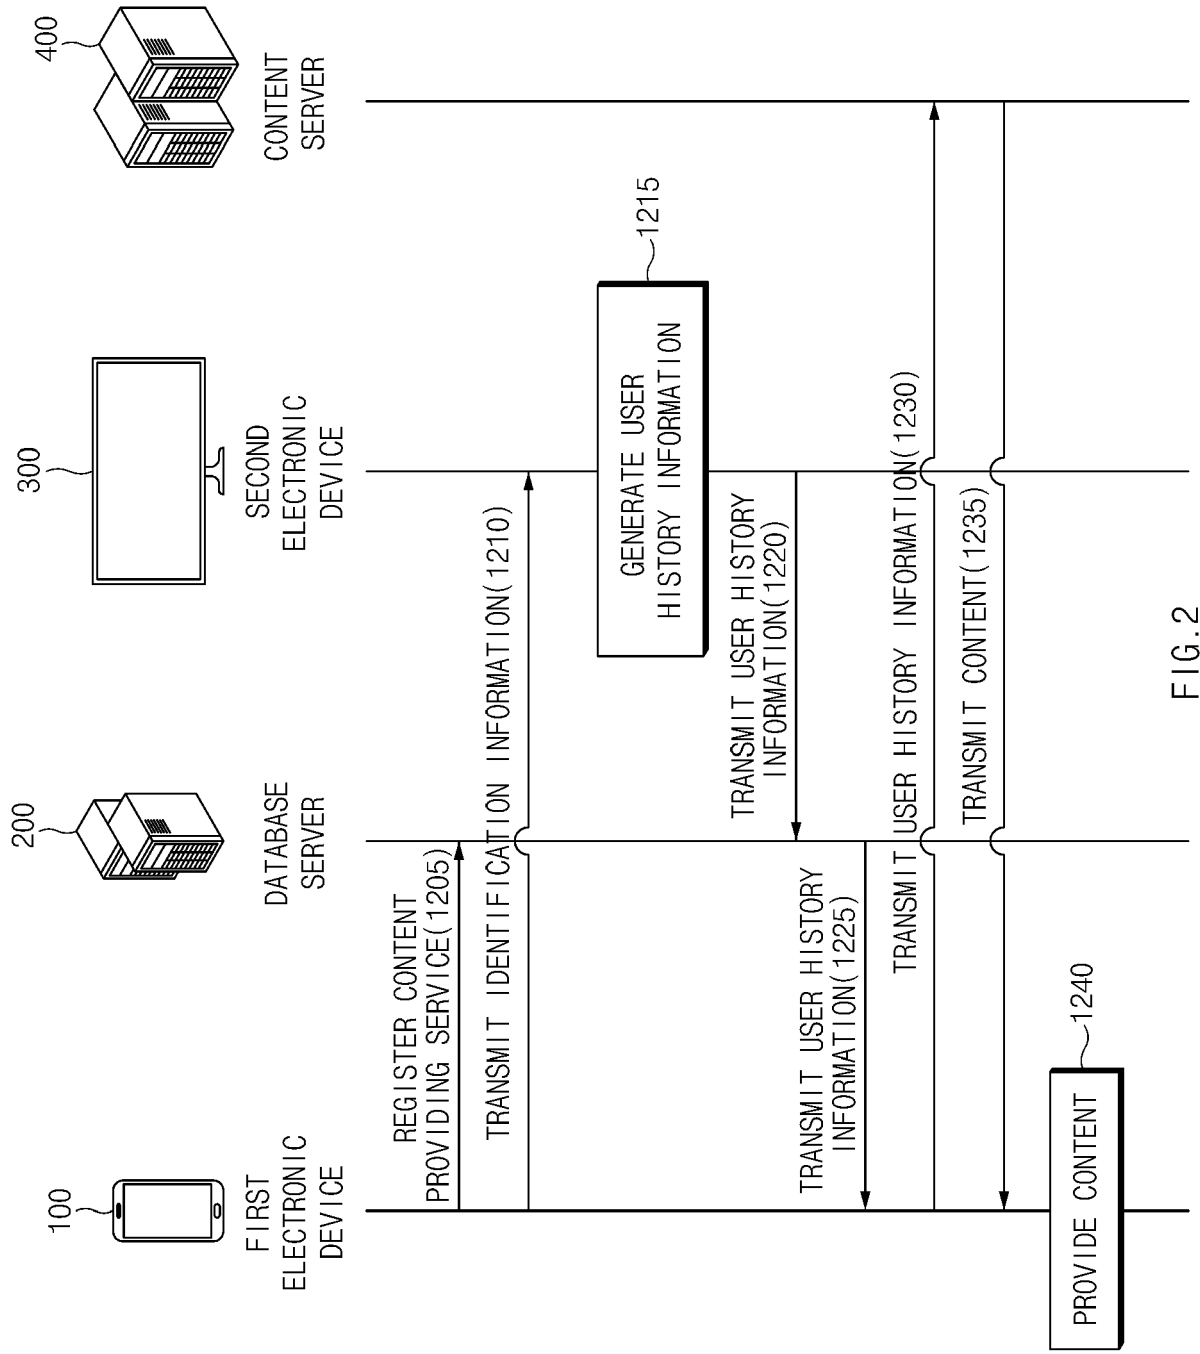 100
FIRST
ELECTRONIC
DEVICE
200
DATABASE
SERVER
300
SECOND
ELECTRONIC
DEVICE
400
CONTENT
SERVER
REGISTER CONTENT
PROVIDING SERVICE(1205)
TRANSMIT IDENTIFICATION INFORMATION(1210)
GENERATE USER
HISTORY INFORMATION
1215
TRANSMIT USER HISTORY
INFORMATION(1220)
TRANSMIT USER HISTORY
INFORMATION(1225)
TRANSMIT USER HISTORY INFORMATION(1230)
TRANSMIT CONTENT(1235)
PROVIDE CONTENT
1240
FIG.2